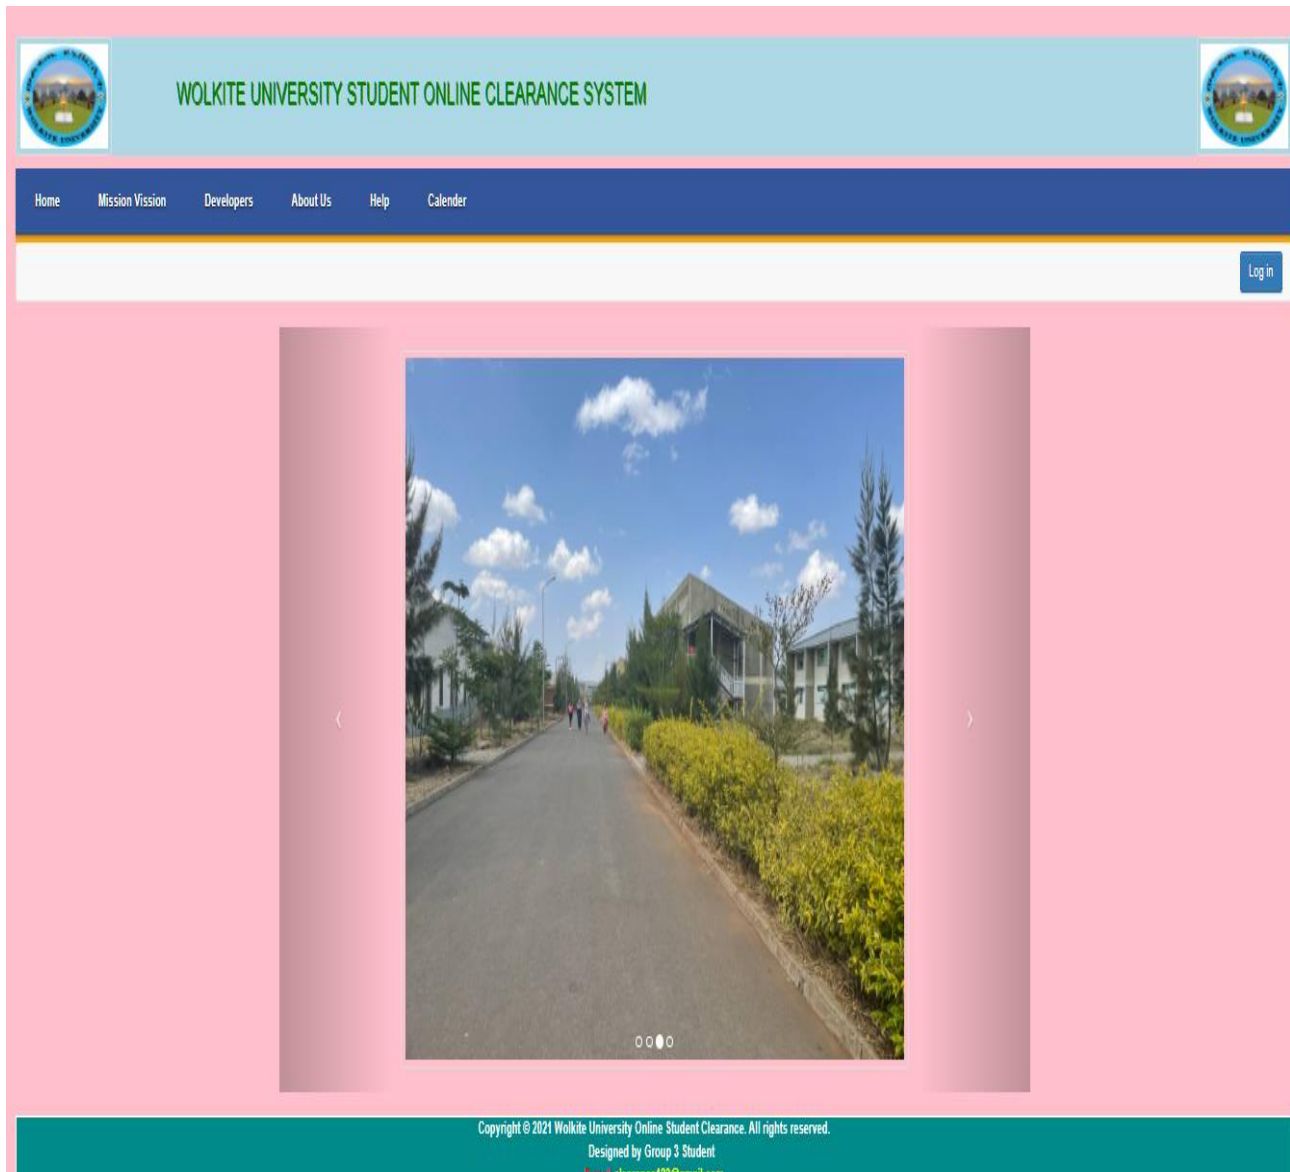 WOLKITE UNIVERSITY STUDENT ONLINE CLEARANCE SYSTEM
Home Mission Vission Developers About Us Help Calender
Log in
Copyright © 2021 Wolkite University Online Student Clearance. All rights reserved.
Designed by Group 3 Student